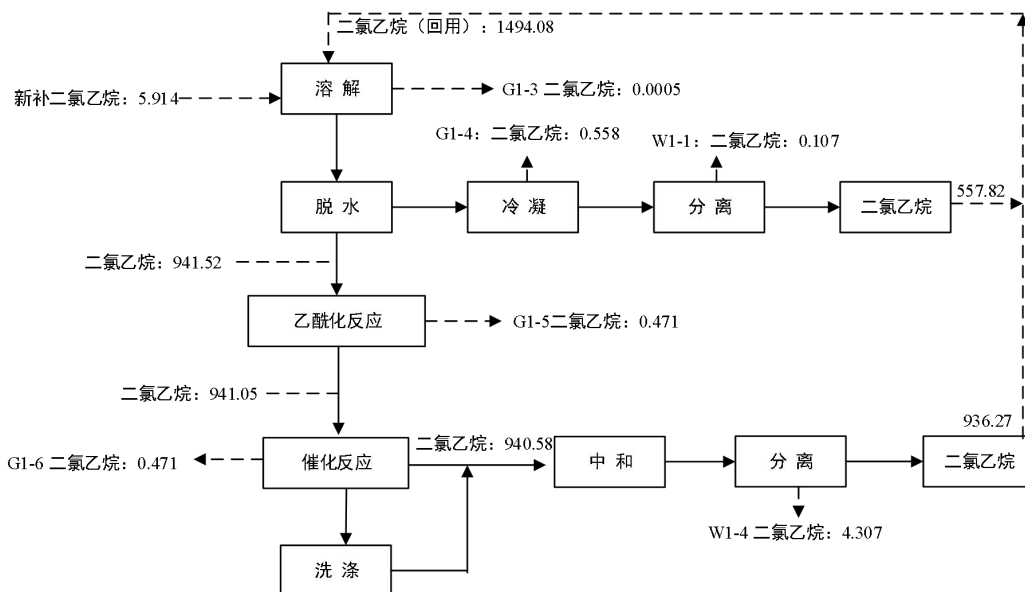 二氯乙烷（回用）：1494.08
溶 解
新补二氯乙烷：5.914
G1-3 二氯乙烷：0.0005
G1-4：二氯乙烷：0.558
W1-1：二氯乙烷：0.107
脱 水
冷 凝
分 离
二氯乙烷
557.82
二氯乙烷：941.52
乙酰化反应
G1-5二氯乙烷：0.471
二氯乙烷：941.05
G1-6 二氯乙烷：0.471
催化反应
二氯乙烷：940.58
中 和
分 离
936.27
二氯乙烷
W1-4 二氯乙烷：4.307
洗 涤